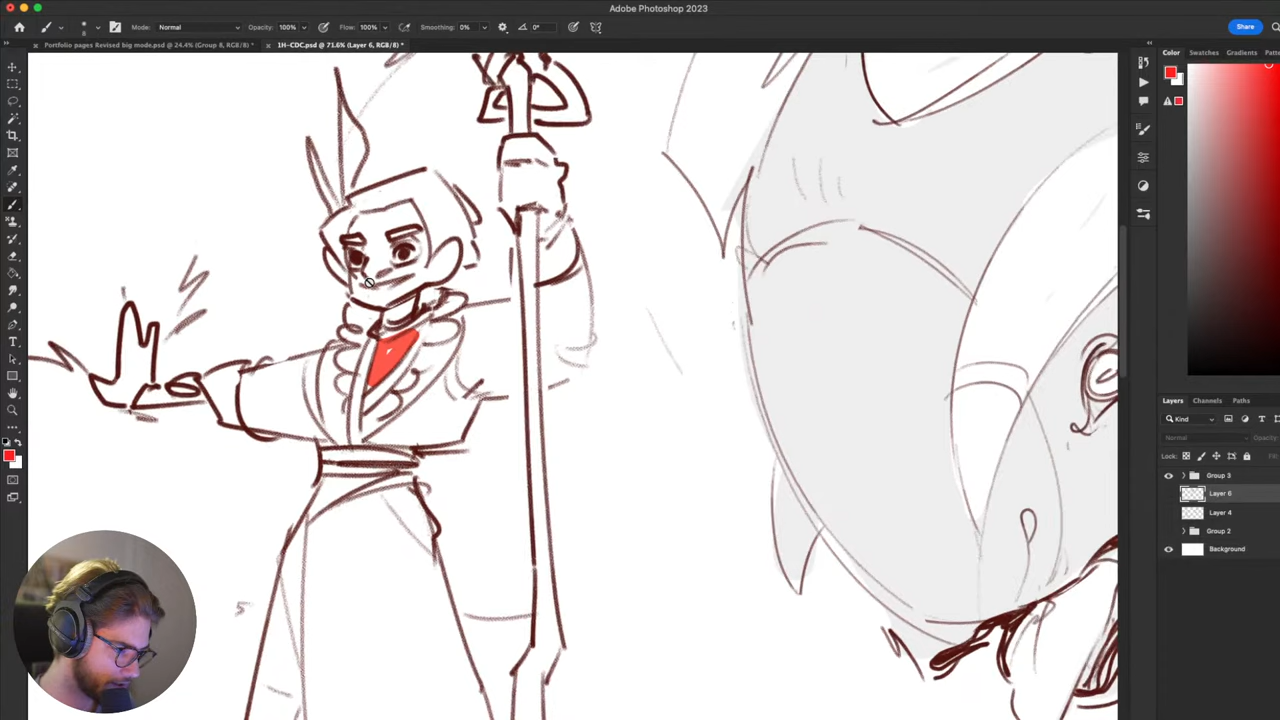 Adobe Photoshop 2023
Mode: Normal Opacity: 100% Flow: 100% Smoothing: 0% 0° Share
Portfolio pages Revised big mode.psd @ 24.4% (Group 8, RGB/8) * 1H-CDC.psd @ 71.6% (Layer 6, RGB/8) *
Color Swatches Gradients
Layers Channels Paths
Kind
Normal Opacity:
Lock:
Group 3
Layer 6
Layer 4
Group 2
Background